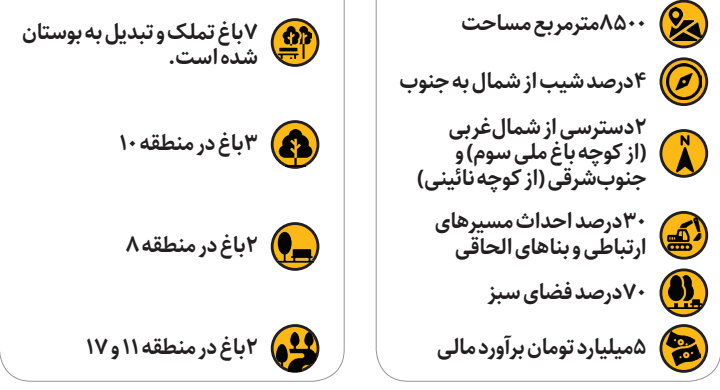 ۸۵۰۰مترمربع مساحت
۴درصد شیب از شمال به جنوب
N
۲دسترسی از شمال‌غربی
(از کوچه باغ ملی سوم) و
جنوب‌شرقی (از کوچه نائینی)
۳۰درصد احداث مسیرهای
ارتباطی و بناهای الحاقی
۷۰درصد فضای سبز
۵میلیارد تومان برآورد مالی
۷باغ تملک و تبدیل به بوستان
شده است.
۳باغ در منطقه ۱۰
۲باغ در منطقه ۸
۲باغ در منطقه ۱۱ و ۱۷